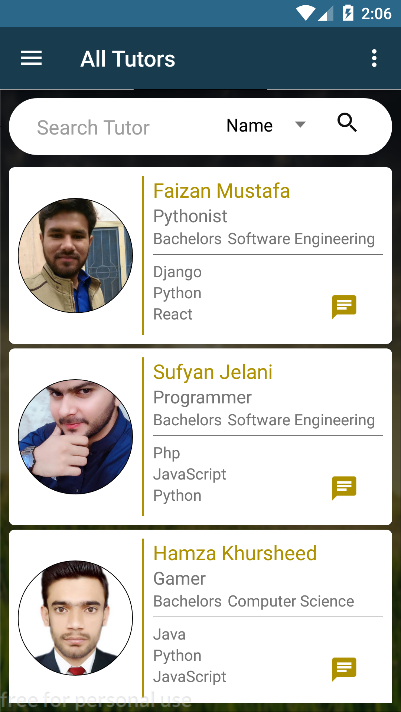 2:06
All Tutors
Search Tutor Name
Faizan Mustafa
Pythonist
Bachelors Software Engineering
Django
Python
React
Sufyan Jelani
Programmer
Bachelors Software Engineering
Php
JavaScript
Python
Hamza Khursheed
Gamer
Bachelors Computer Science
Java
Python
JavaScript
free for personal use